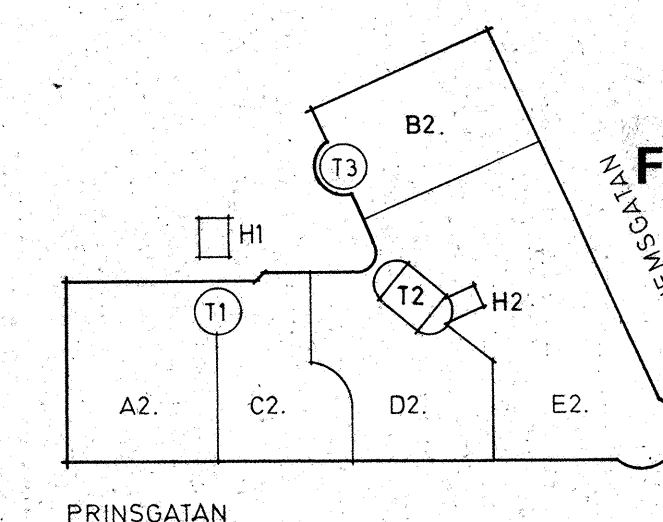 B2.
F
T3
H1
T2
H2
T1
A2.
C2.
D2.
E2.
PRINSGATAN